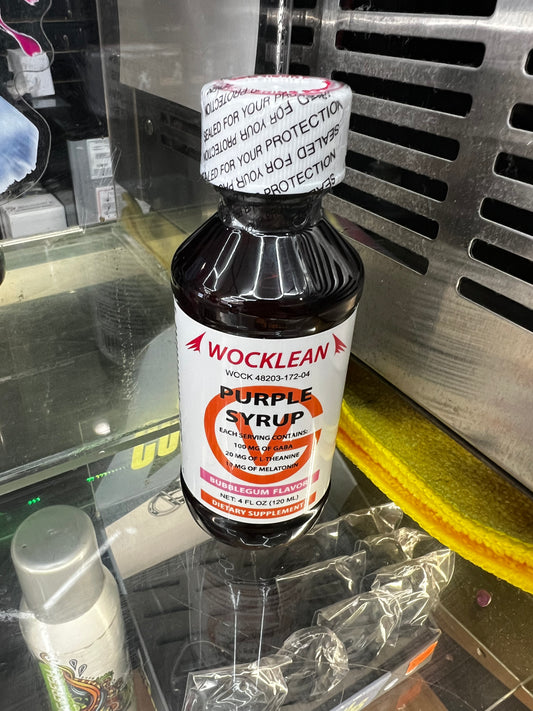 SEALED FOR YOUR PROTECTION
WOCKLEAN
WOCK 48203-172-04
PURPLE
SYRUP
EACH SERVING CONTAINS:
100 MG OF GABA
20 MG OF L-THEANINE
10 MG OF MELATONIN
BUBBLEGUM FLAVOR
NET: 4 FL OZ (120 ML)
DIETARY SUPPLEMENT